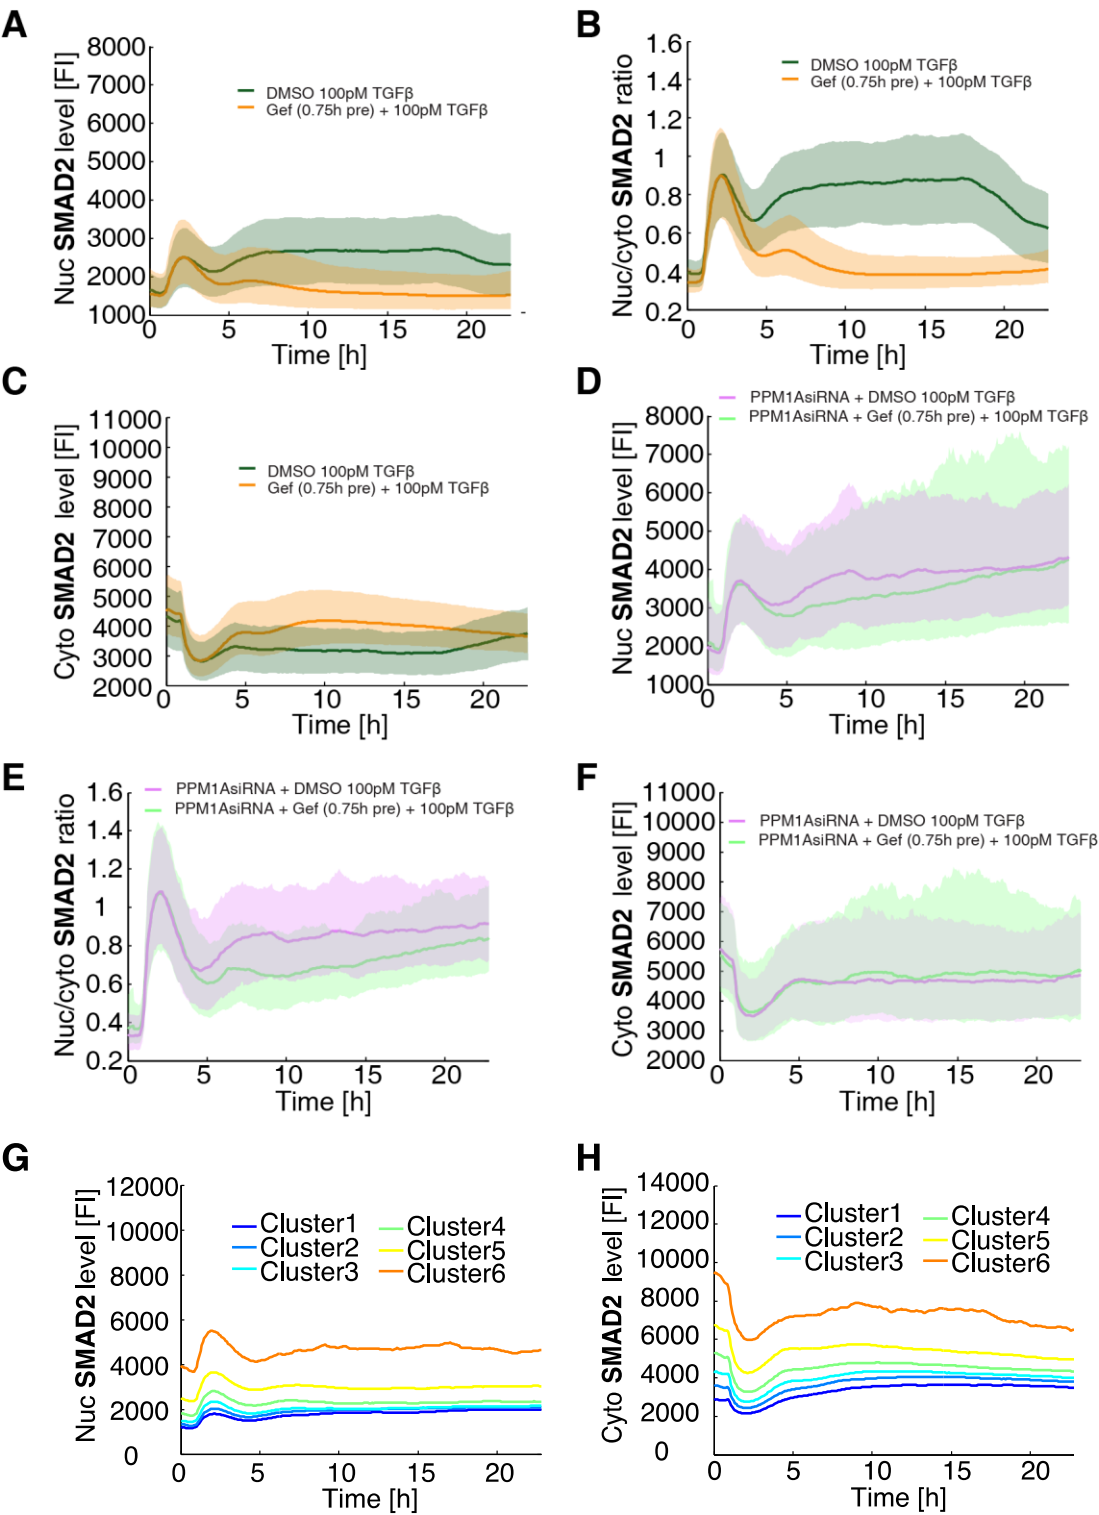 A
Nuc SMAD2 level [FI]
8000
7000
6000
5000
4000
3000
2000
1000
DMSO 100pM TGFβ
Gef (0.75h pre) + 100pM TGFβ
0 5 10 15 20
Time [h]
B
Nuc/cyto SMAD2 ratio
1.6
1.4
1.2
1
0.8
0.6
0.4
0.2
DMSO 100pM TGFβ
Gef (0.75h pre) + 100pM TGFβ
0 5 10 15 20
Time [h]
C
Cyto SMAD2 level [FI]
11000
10000
9000
8000
7000
6000
5000
4000
3000
2000
DMSO 100pM TGFβ
Gef (0.75h pre) + 100pM TGFβ
0 5 10 15 20
Time [h]
D
PPM1AsiRNA + DMSO 100pM TGFβ
PPM1AsiRNA + Gef (0.75h pre) + 100pM TGFβ
Nuc SMAD2 level [FI]
8000
7000
6000
5000
4000
3000
2000
1000
0 5 10 15 20
Time [h]
E
PPM1AsiRNA + DMSO 100pM TGFβ
PPM1AsiRNA + Gef (0.75h pre) + 100pM TGFβ
Nuc/cyto SMAD2 ratio
1.6
1.4
1.2
1
0.8
0.6
0.4
0.2
0 5 10 15 20
Time [h]
F
Cyto SMAD2 level [FI]
11000
10000
9000
8000
7000
6000
5000
4000
3000
2000
PPM1AsiRNA + DMSO 100pM TGFβ
PPM1AsiRNA + Gef (0.75h pre) + 100pM TGFβ
0 5 10 15 20
Time [h]
G
Nuc SMAD2 level [FI]
12000
10000
8000
6000
4000
2000
0
Cluster1 Cluster4
Cluster2 Cluster5
Cluster3 Cluster6
0 5 10 15 20
Time [h]
H
Cyto SMAD2 level [FI]
14000
12000
10000
8000
6000
4000
2000
0
Cluster1 Cluster4
Cluster2 Cluster5
Cluster3 Cluster6
0 5 10 15 20
Time [h]